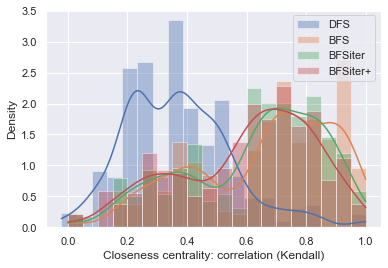 3.5
3.0
2.5
2.0
1.5
1.0
0.5
0.0
Density
DFS
BFS
BFSiter
BFSiter+
0.0 0.2 0.4 0.6 0.8 1.0
Closeness centrality: correlation (Kendall)